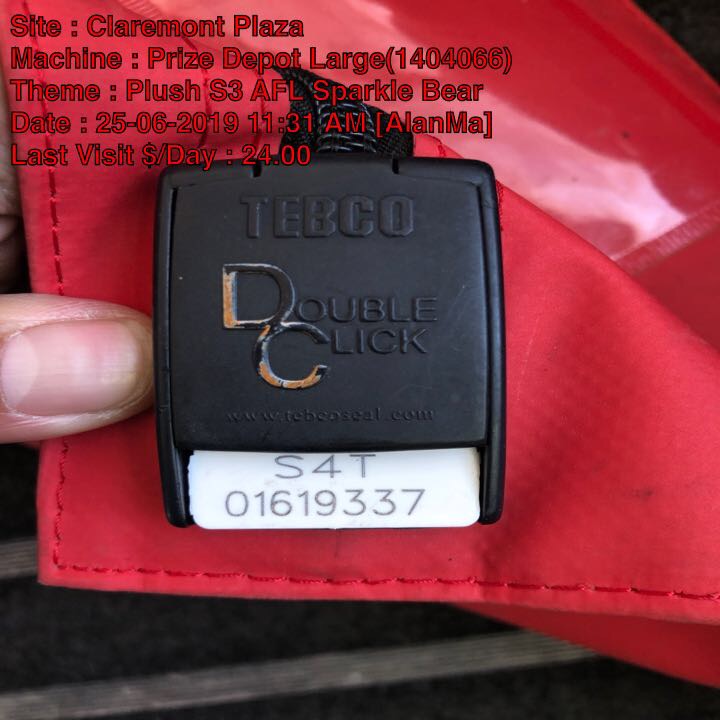 Site : Claremont Plaza
Machine : Prize Depot Large(1404066)
Theme : Plush S3 AFL Sparkle Bear
Date : 25-06-2019 11:31 AM [AlanMa]
Last Visit $/Day : 24.00
TEBCO
DOUBLE
CLICK
www.tebcoseal.com
S4T
01619337